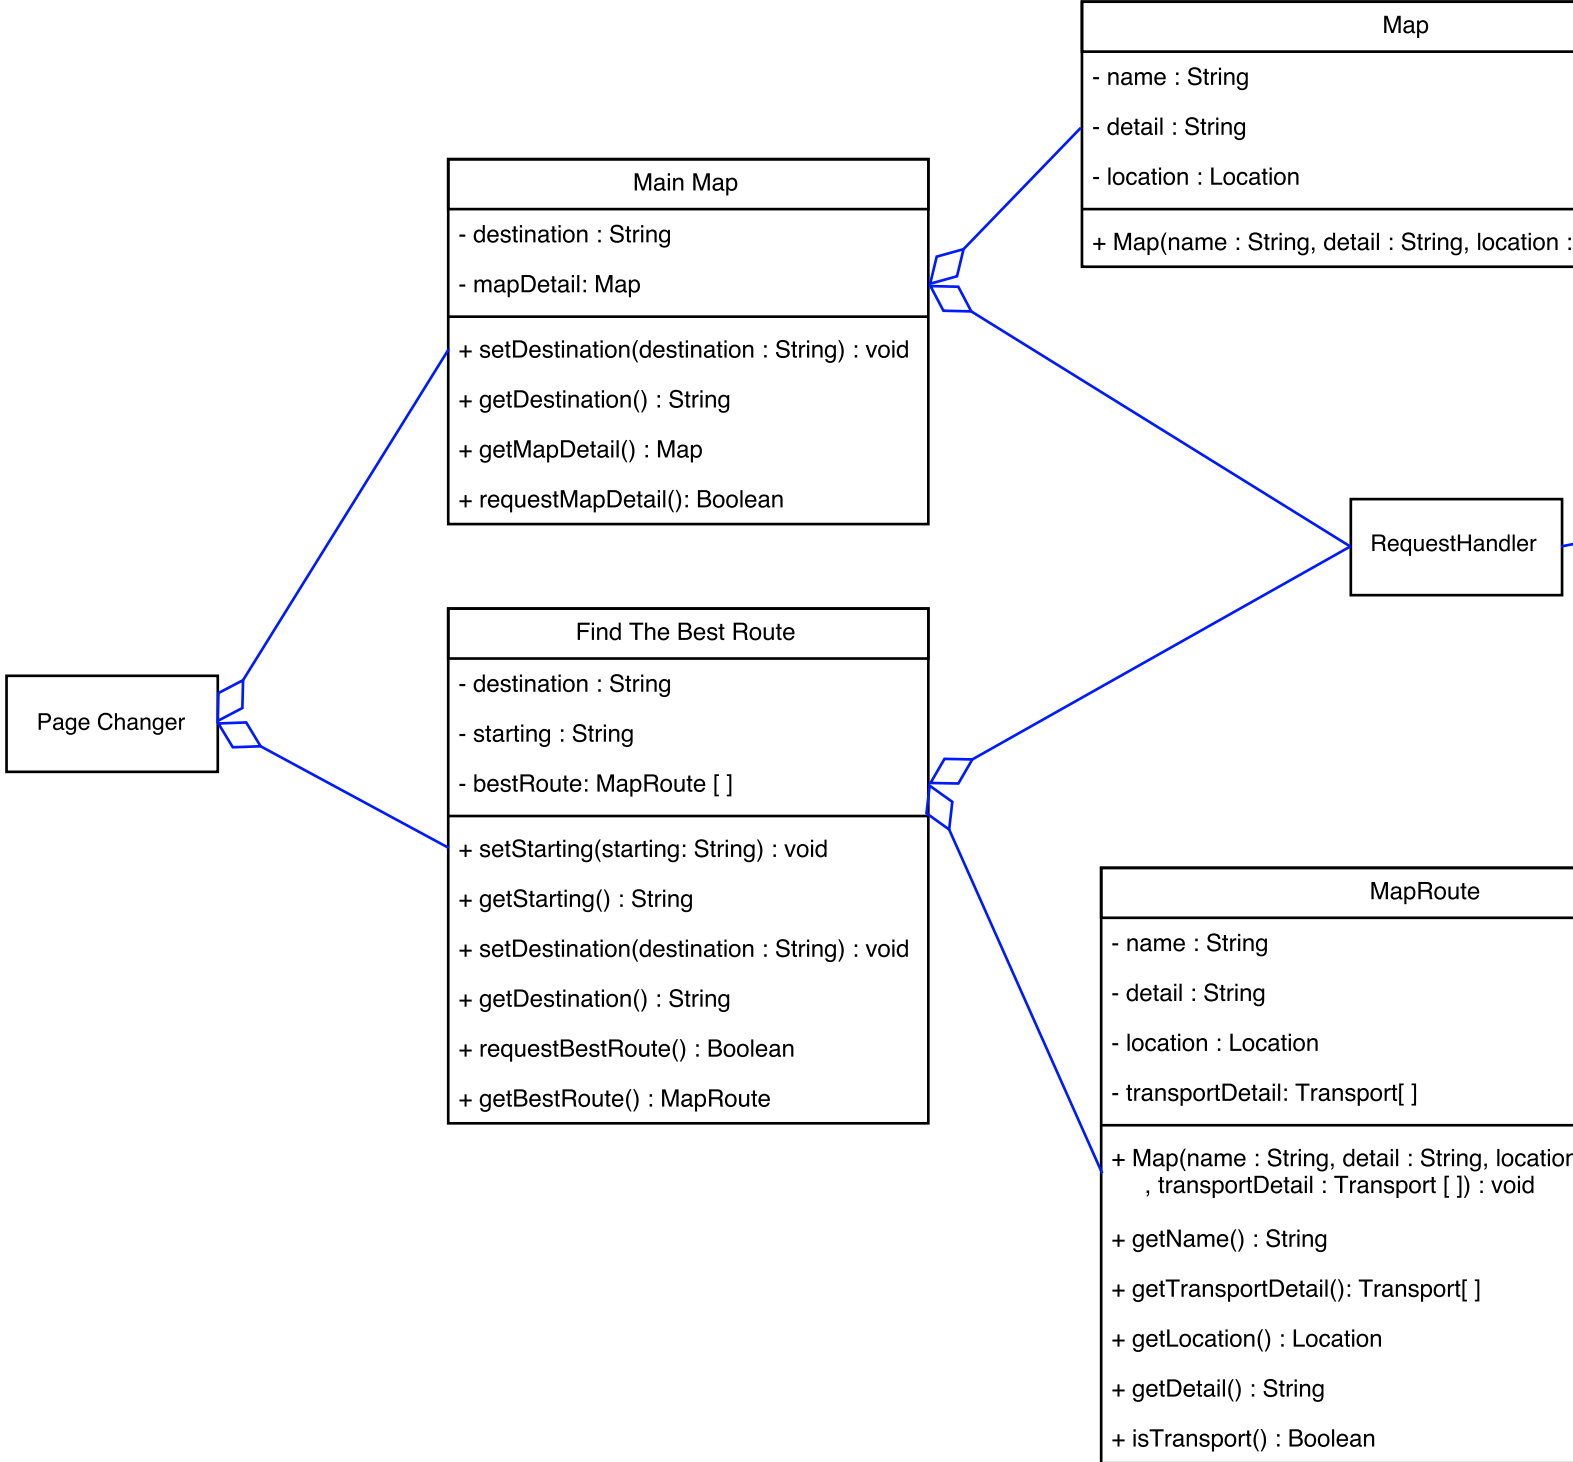 Map
- name : String
- detail : String
- location : Location
+ Map(name : String, detail : String, location :
Main Map
- destination : String
- mapDetail: Map
+ setDestination(destination : String) : void
+ getDestination() : String
+ getMapDetail() : Map
+ requestMapDetail(): Boolean
RequestHandler
Find The Best Route
- destination : String
- starting : String
- bestRoute: MapRoute [ ]
+ setStarting(starting: String) : void
+ getStarting() : String
+ setDestination(destination : String) : void
+ getDestination() : String
+ requestBestRoute() : Boolean
+ getBestRoute() : MapRoute
Page Changer
MapRoute
- name : String
- detail : String
- location : Location
- transportDetail: Transport[ ]
+ Map(name : String, detail : String, location
, transportDetail : Transport [ ]) : void
+ getName() : String
+ getTransportDetail(): Transport[ ]
+ getLocation() : Location
+ getDetail() : String
+ isTransport() : Boolean